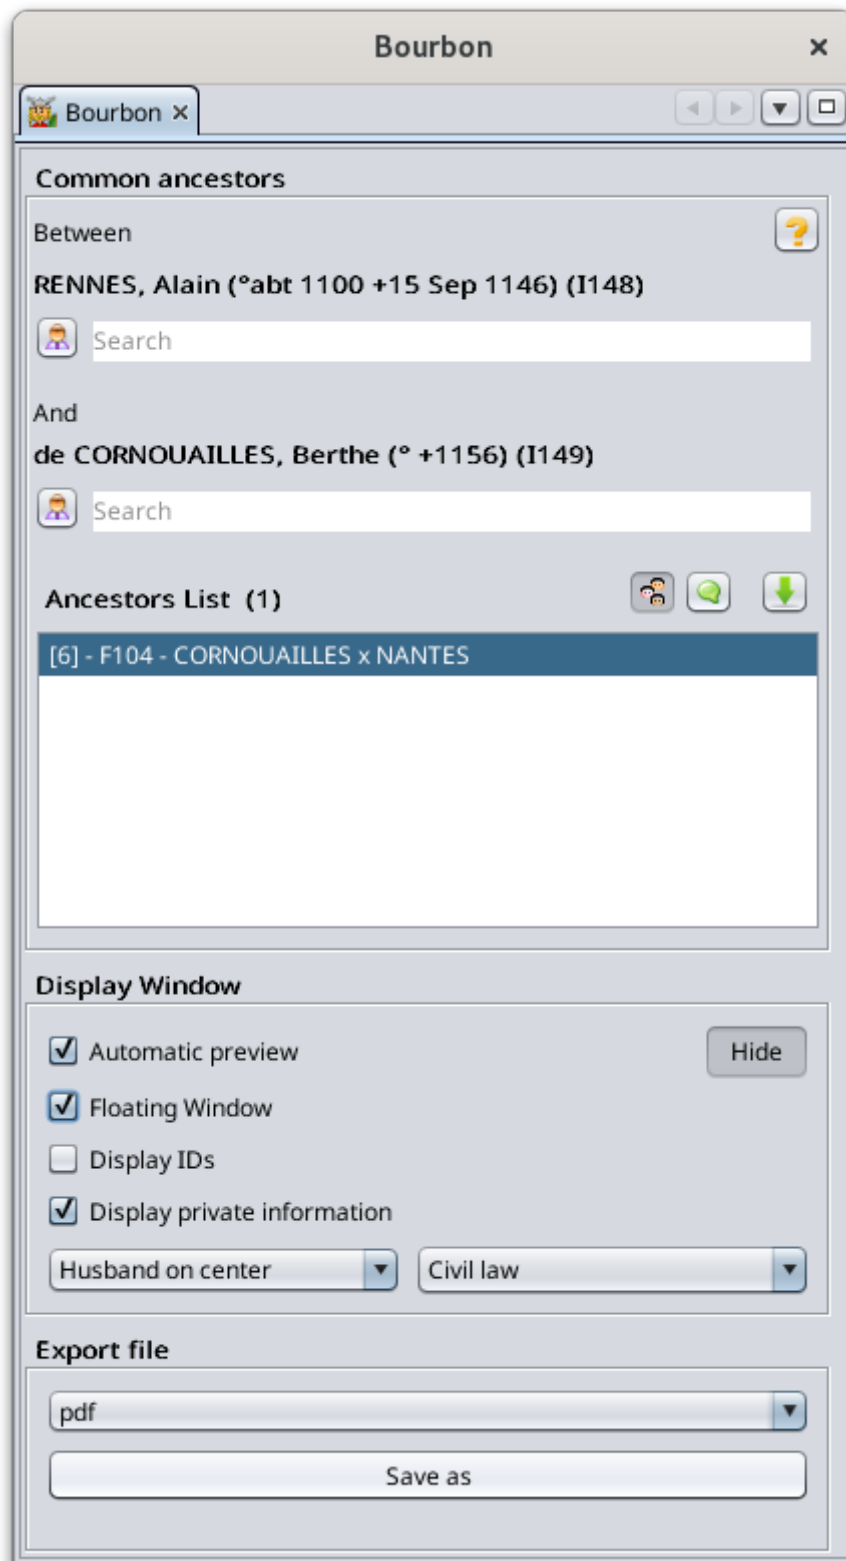 Bourbon
Bourbon
Common ancestors
Between
RENNES, Alain (°abt 1100 +15 Sep 1146) (I148)
Search
And
de CORNOUAILLES, Berthe (° +1156) (I149)
Search
Ancestors List (1)
[6] - F104 - CORNOUAILLES x NANTES
Display Window
Automatic preview
Hide
Floating Window
Display IDs
Display private information
Husband on center
Civil law
Export file
pdf
Save as